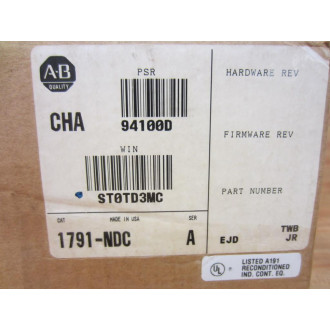 A-B
QUALITY
PSR
CHA
94100D
WIN
ST0TD3MC
CAT
MADE IN USA
SER
1791-NDC
A
HARDWARE REV
FIRMWARE REV
PART NUMBER
TWB
EJD
JR
UL
LISTED A191
RECONDITIONED
IND. CONT. EQ.